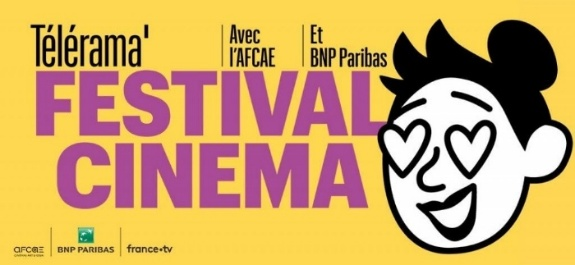 Télérama'
Avec
l'AFCAE
Et
BNP Paribas
FESTIVAL
CINEMA
afcae
BNP PARIBAS
france•tv